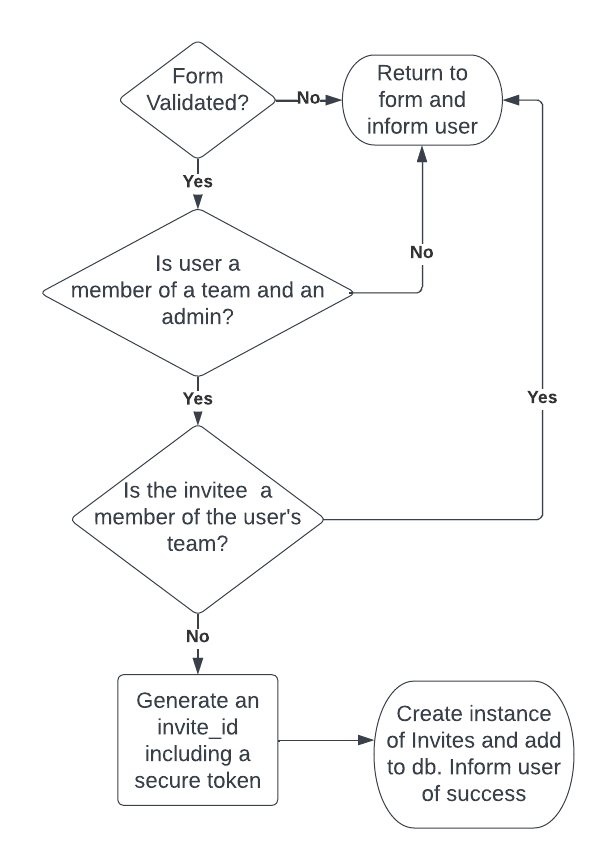 Form
Validated?
No
Return to
form and
inform user
Yes
Is user a
member of a team and an
admin?
No
Yes
Yes
Is the invitee  a
member of the user's
team?
No
Generate an
invite_id
including a
secure token
Create instance
of Invites and add
to db. Inform user
of success